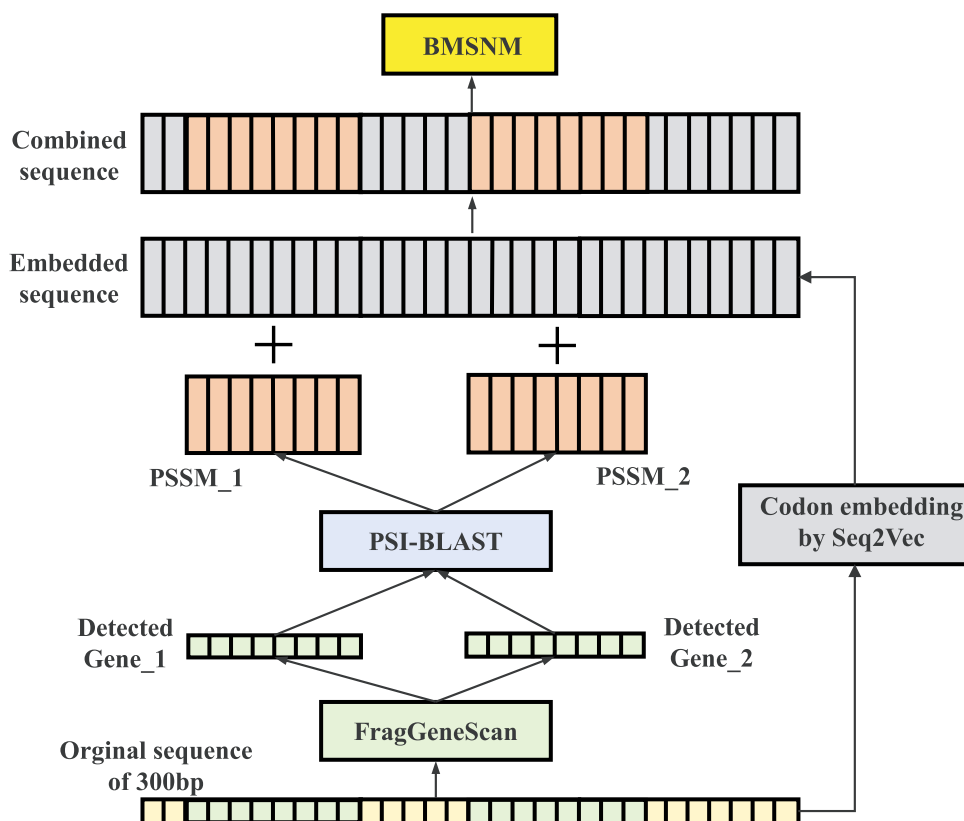 BMSNM
Combined
sequence
Embedded
sequence
PSSM_1
PSSM_2
Codon embedding
by Seq2Vec
PSI-BLAST
Detected
Gene_1
Detected
Gene_2
FragGeneScan
Orginal sequence
of 300bp